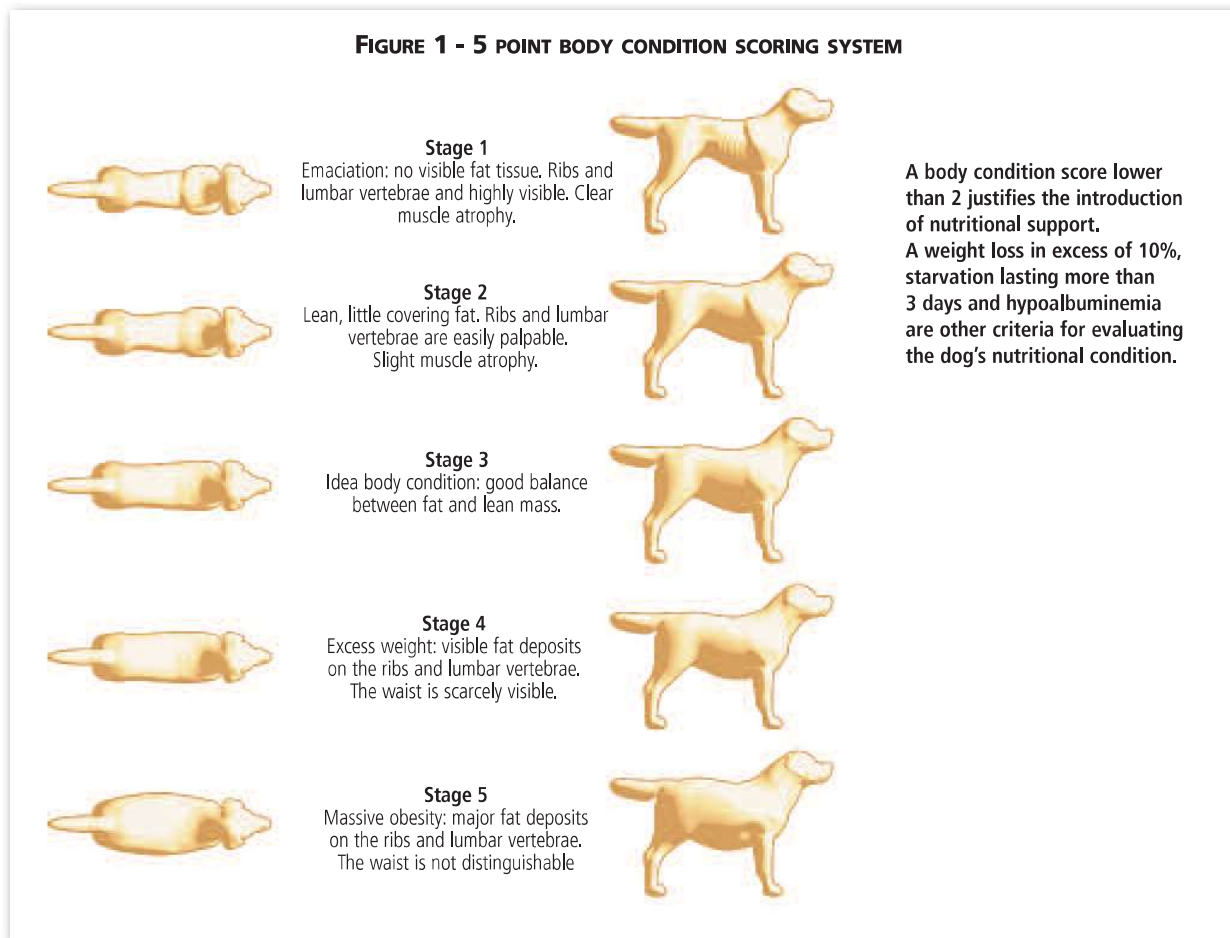 FIGURE 1 - 5 POINT BODY CONDITION SCORING SYSTEM
Stage 1
Emaciation: no visible fat tissue. Ribs and
lumbar vertebrae and highly visible. Clear
muscle atrophy.
Stage 2
Lean, little covering fat. Ribs and lumbar
vertebrae are easily palpable.
Slight muscle atrophy.
Stage 3
Idea body condition: good balance
between fat and lean mass.
Stage 4
Excess weight: visible fat deposits
on the ribs and lumbar vertebrae.
The waist is scarcely visible.
Stage 5
Massive obesity: major fat deposits
on the ribs and lumbar vertebrae.
The waist is not distinguishable
A body condition score lower
than 2 justifies the introduction
of nutritional support.
A weight loss in excess of 10%,
starvation lasting more than
3 days and hypoalbuminemia
are other criteria for evaluating
the dog's nutritional condition.